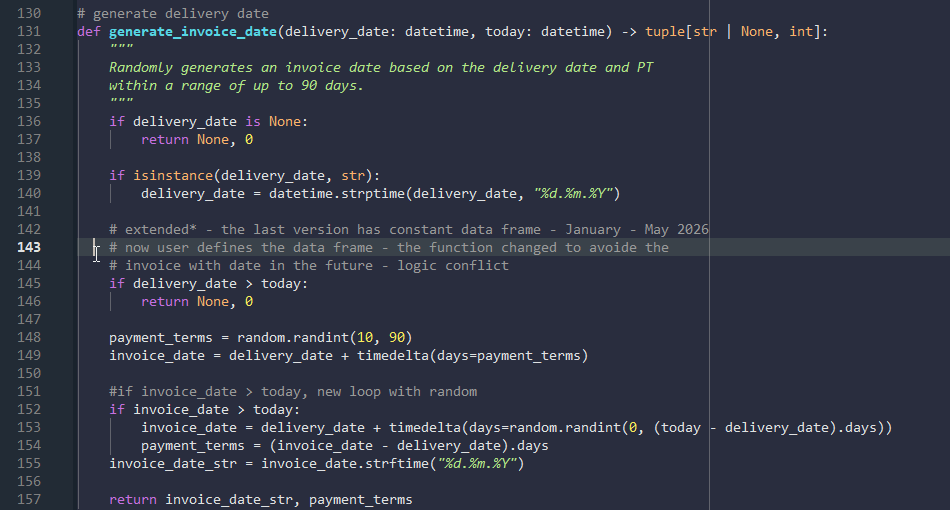 130 # generate delivery date
131 def generate_invoice_date(delivery_date: datetime, today: datetime) -> tuple[str | None, int]:
132     """
133     Randomly generates an invoice date based on the delivery date and PT
134     within a range of up to 90 days.
135     """
136     if delivery_date is None:
137         return None, 0
138
139     if isinstance(delivery_date, str):
140         delivery_date = datetime.strptime(delivery_date, "%d.%m.%Y")
141
142     # extended* - the last version has constant data frame - January - May 2026
143     # now user defines the data frame - the function changed to avoide the
144     # invoice with date in the future - logic conflict
145     if delivery_date > today:
146         return None, 0
147
148     payment_terms = random.randint(10, 90)
149     invoice_date = delivery_date + timedelta(days=payment_terms)
150
151     #if invoice_date > today, new loop with random
152     if invoice_date > today:
153         invoice_date = delivery_date + timedelta(days=random.randint(0, (today - delivery_date).days))
154         payment_terms = (invoice_date - delivery_date).days
155     invoice_date_str = invoice_date.strftime("%d.%m.%Y")
156
157     return invoice_date_str, payment_terms